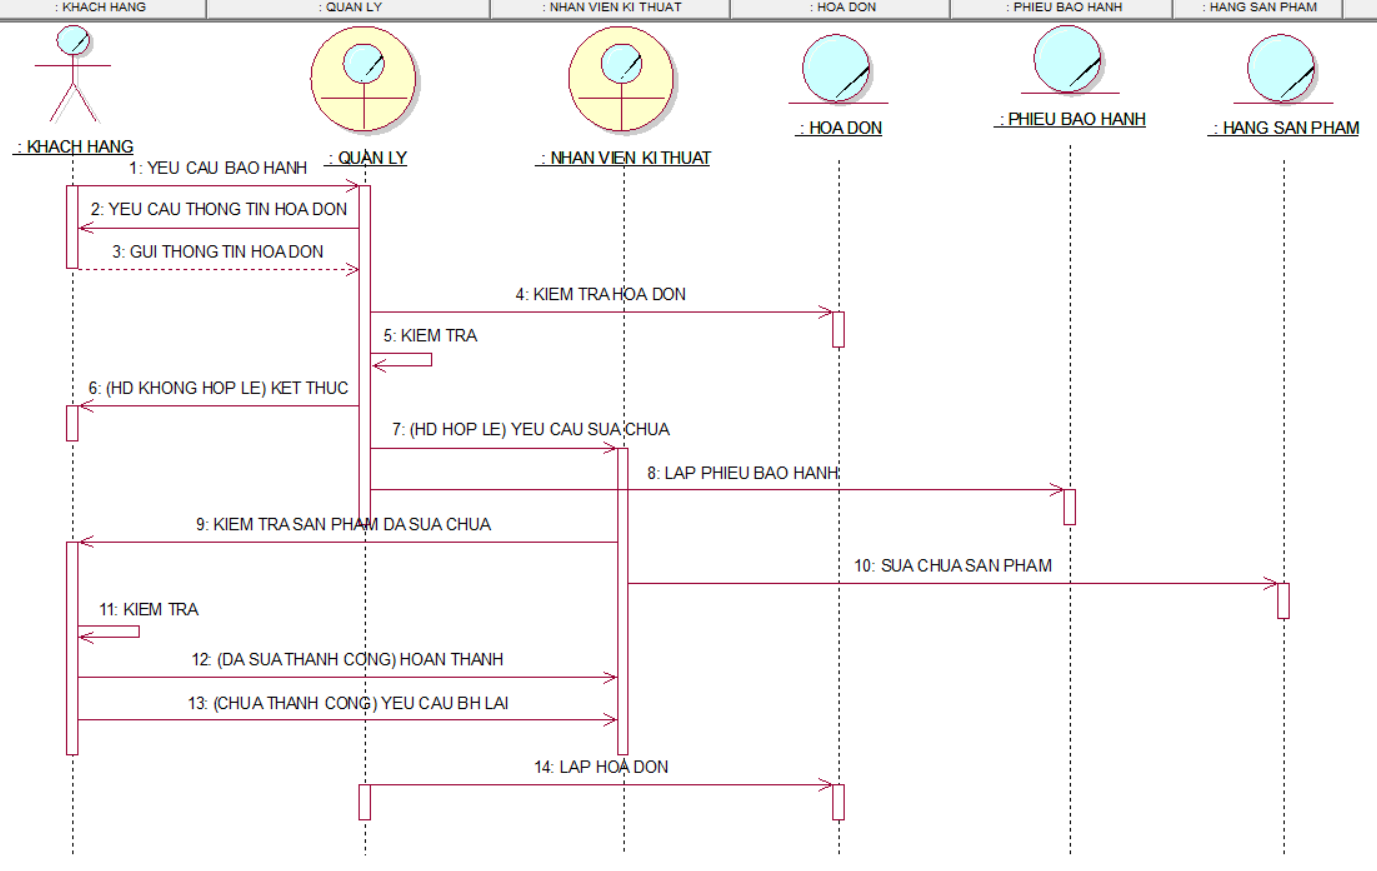 : KHACH HANG
: QUAN LY
: NHAN VIEN KI THUAT
: HOA DON
: PHIEU BAO HANH
: HANG SAN PHAM
: KHACH HANG
: QUAN LY
: NHAN VIEN KI THUAT
: HOA DON
: PHIEU BAO HANH
: HANG SAN PHAM
1: YEU CAU BAO HANH
2: YEU CAU THONG TIN HOA DON
3: GUI THONG TIN HOA DON
4: KIEM TRA HOA DON
5: KIEM TRA
6: (HD KHONG HOP LE) KET THUC
7: (HD HOP LE) YEU CAU SUA CHUA
8: LAP PHIEU BAO HANH
9: KIEM TRA SAN PHAM DA SUA CHUA
10: SUA CHUA SAN PHAM
11: KIEM TRA
12: (DA SUA THANH CONG) HOAN THANH
13: (CHUA THANH CONG) YEU CAU BH LAI
14: LAP HOA DON